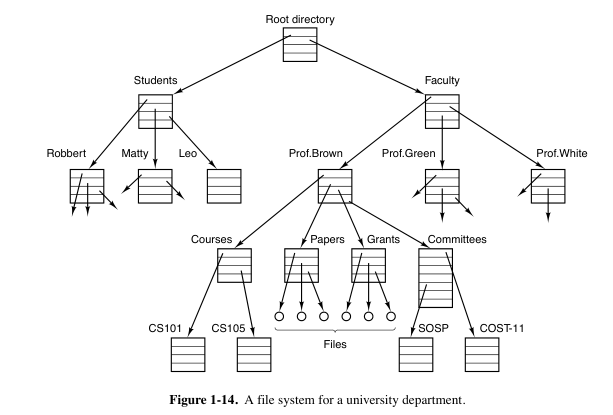 Root directory
Students
Faculty
Robbert
Matty
Leo
Prof.Brown
Prof.Green
Prof.White
Courses
Papers
Grants
Committees
CS101
CS105
SOSP
COST-11
Files
Figure 1-14. A file system for a university department.